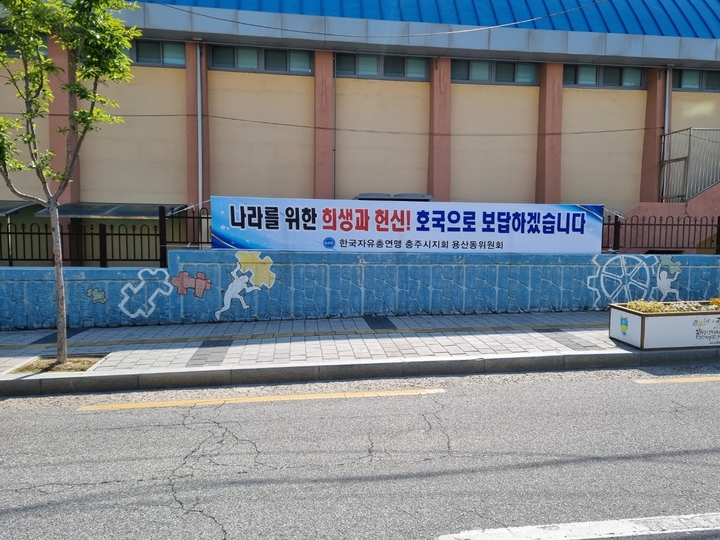 나라를 위한 희생과 헌신! 호국으로 보답하겠습니다
한국자유총연맹 충주시지회 용산동위원회